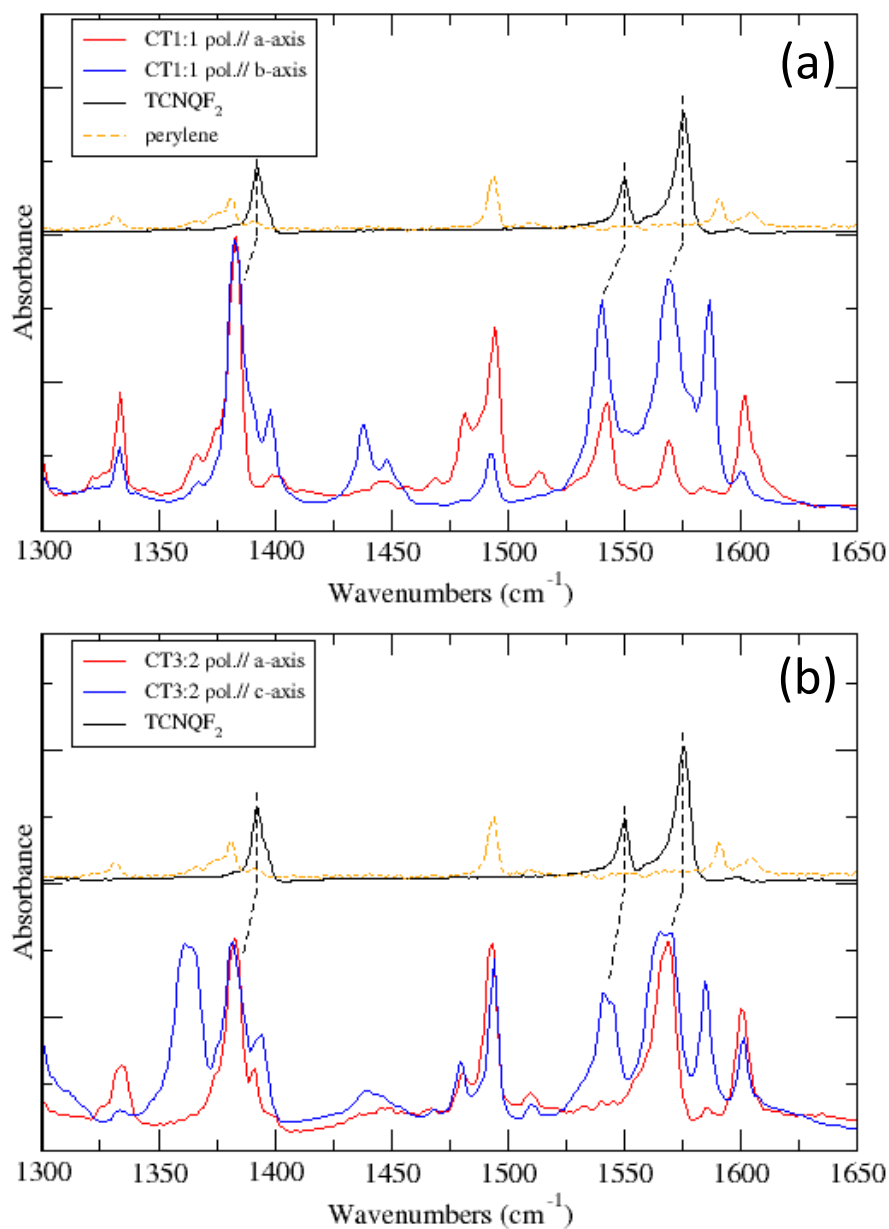 (a)
CT1:1 pol.// a-axis
CT1:1 pol.// b-axis
TCNQF₂
perylene
Absorbance
1300 1350 1400 1450 1500 1550 1600 1650
Wavenumbers (cm⁻¹)
(b)
CT3:2 pol.// a-axis
CT3:2 pol.// c-axis
TCNQF₂
Absorbance
1300 1350 1400 1450 1500 1550 1600 1650
Wavenumbers (cm⁻¹)